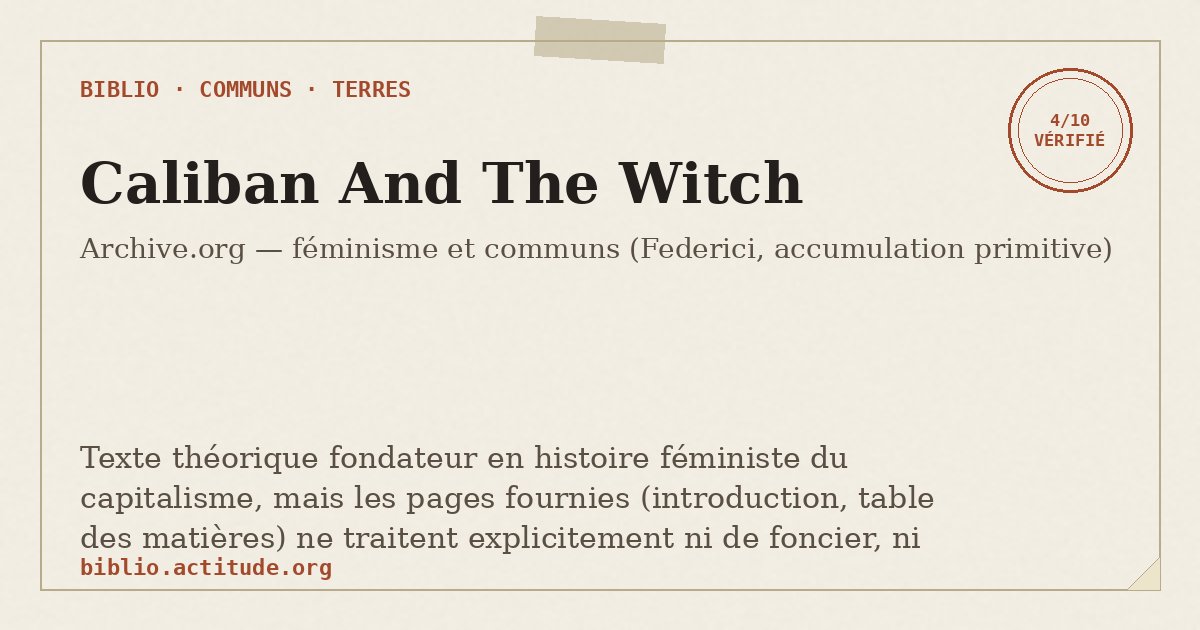 BIBLIO · COMMUNS · TERRES
4/10
VÉRIFIÉ
Caliban And The Witch
Archive.org — féminisme et communs (Federici, accumulation primitive)
Texte théorique fondateur en histoire féministe du
capitalisme, mais les pages fournies (introduction, table
des matières) ne traitent explicitement ni de foncier, ni
biblio.actitude.org